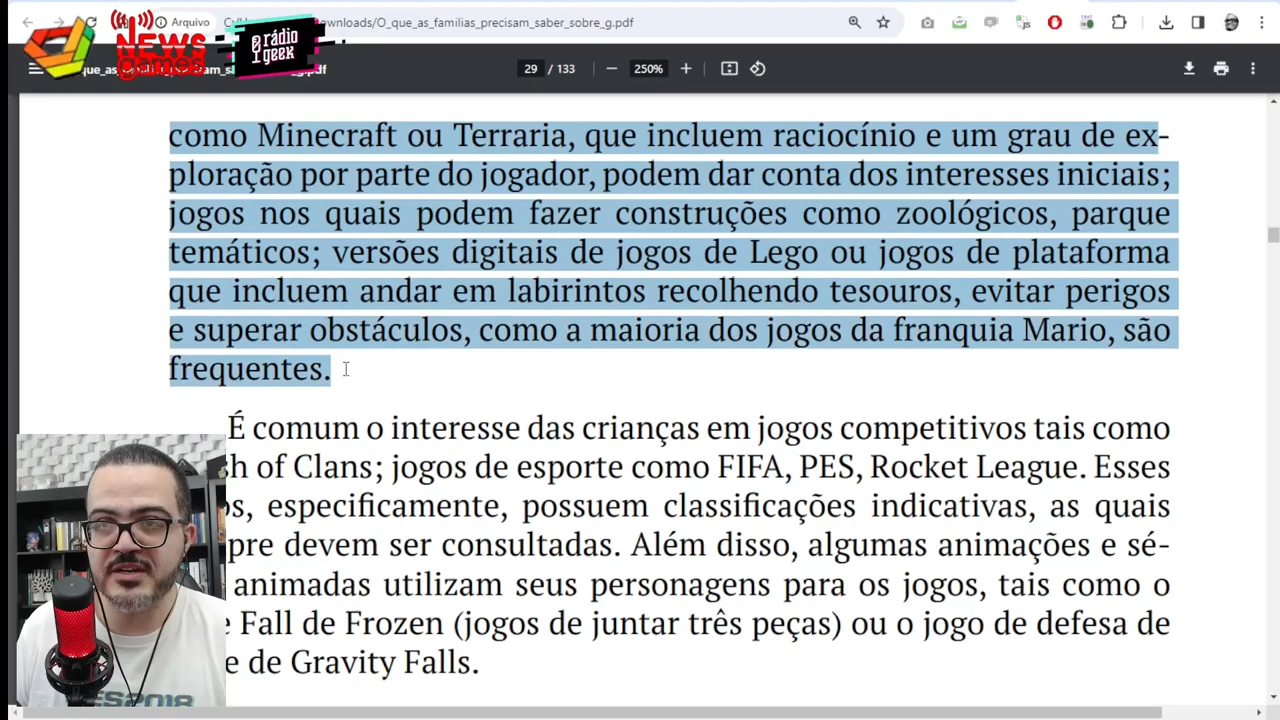 Arquivo
ownloads/O_que_as_familias_precisam_saber_sobre_g.pdf
NEWS
games
rádio
geek
29 / 133
250%
como Minecraft ou Terraria, que incluem raciocínio e um grau de ex-
ploração por parte do jogador, podem dar conta dos interesses iniciais;
jogos nos quais podem fazer construções como zoológicos, parque
temáticos; versões digitais de jogos de Lego ou jogos de plataforma
que incluem andar em labirintos recolhendo tesouros, evitar perigos
e superar obstáculos, como a maioria dos jogos da franquia Mario, são
frequentes.
É comum o interesse das crianças em jogos competitivos tais como
h of Clans; jogos de esporte como FIFA, PES, Rocket League. Esses
os, especificamente, possuem classificações indicativas, as quais
pre devem ser consultadas. Além disso, algumas animações e sé-
animadas utilizam seus personagens para os jogos, tais como o
Fall de Frozen (jogos de juntar três peças) ou o jogo de defesa de
e de Gravity Falls.
ES2018